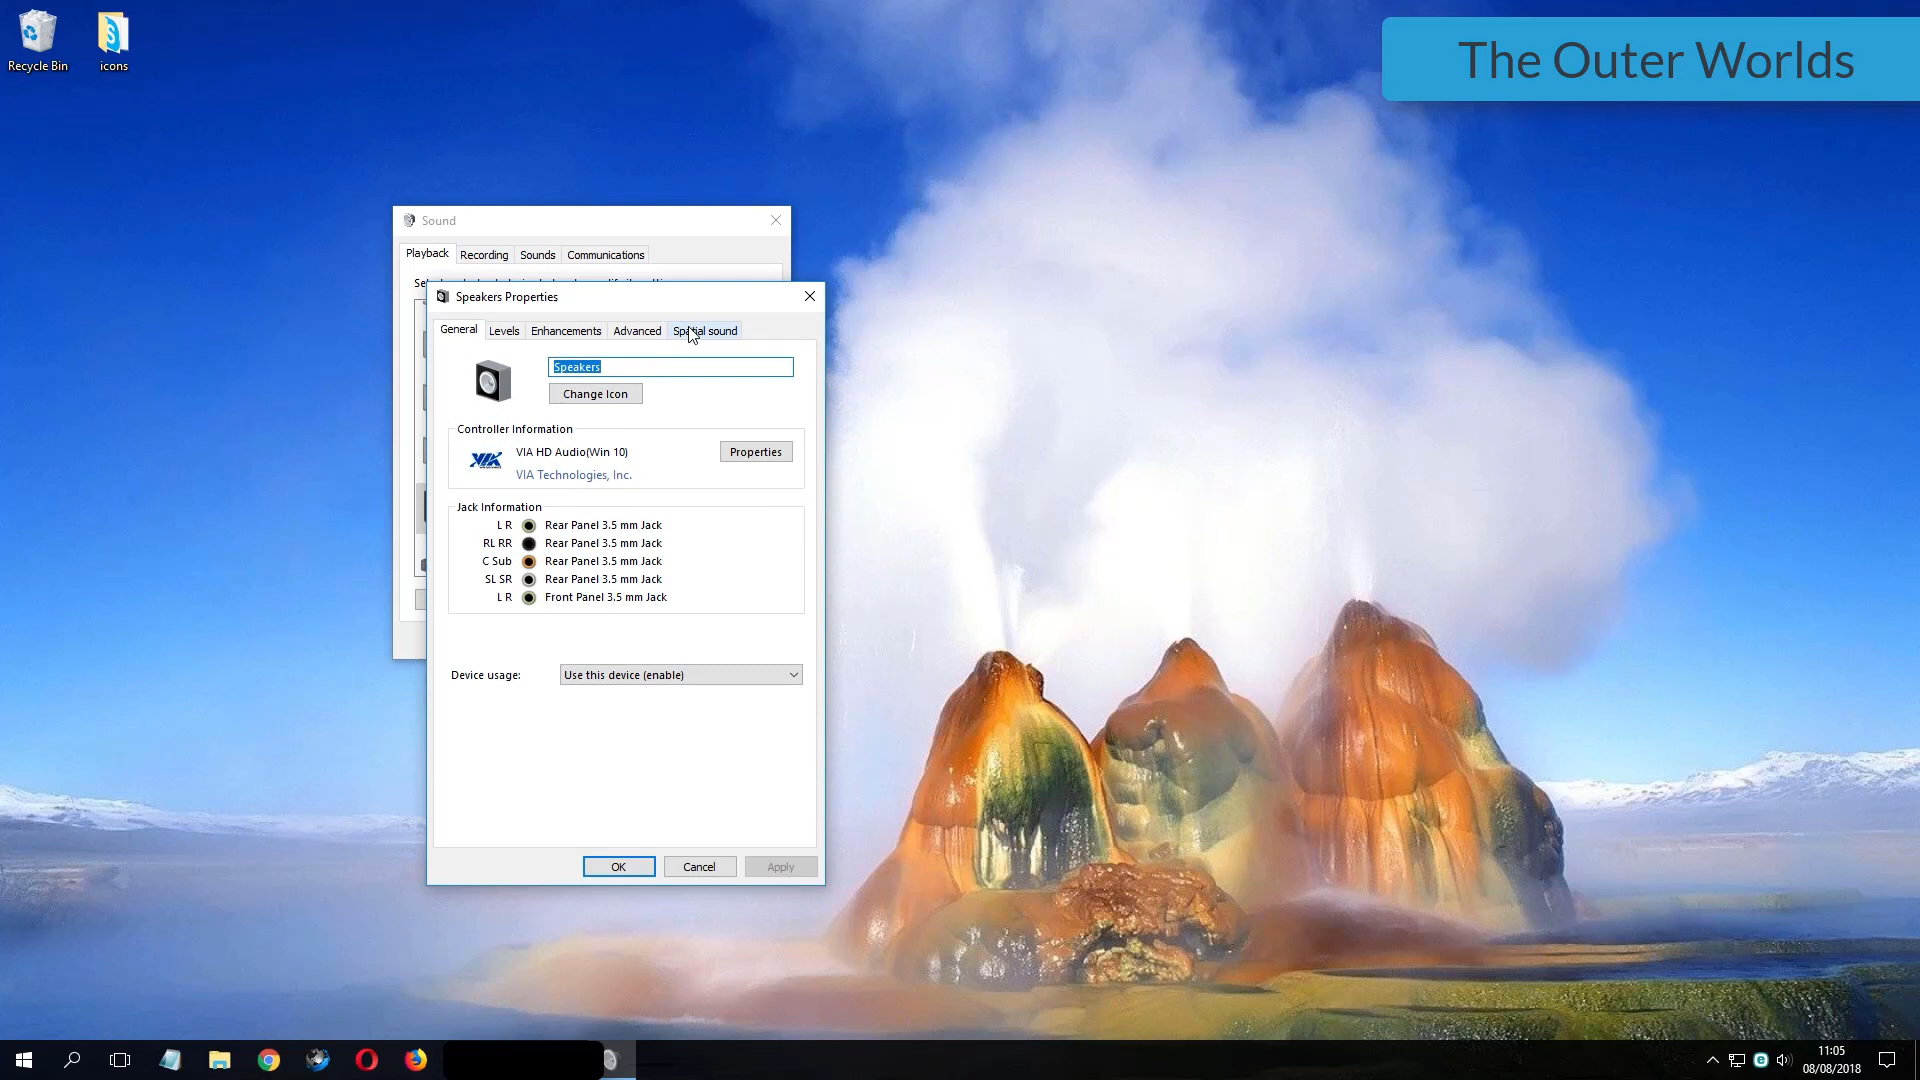 Recycle Bin
icons
The Outer Worlds
Sound
Playback
Recording
Sounds
Communications
Speakers Properties
General
Levels
Enhancements
Advanced
Spatial sound
Speakers
Change Icon
Controller Information
VIA HD Audio(Win 10)
Properties
VIA Technologies, Inc.
Jack Information
L R Rear Panel 3.5 mm Jack
RL RR Rear Panel 3.5 mm Jack
C Sub Rear Panel 3.5 mm Jack
SL SR Rear Panel 3.5 mm Jack
L R Front Panel 3.5 mm Jack
Device usage:
Use this device (enable)
OK
Cancel
Apply
11:05
08/08/2018